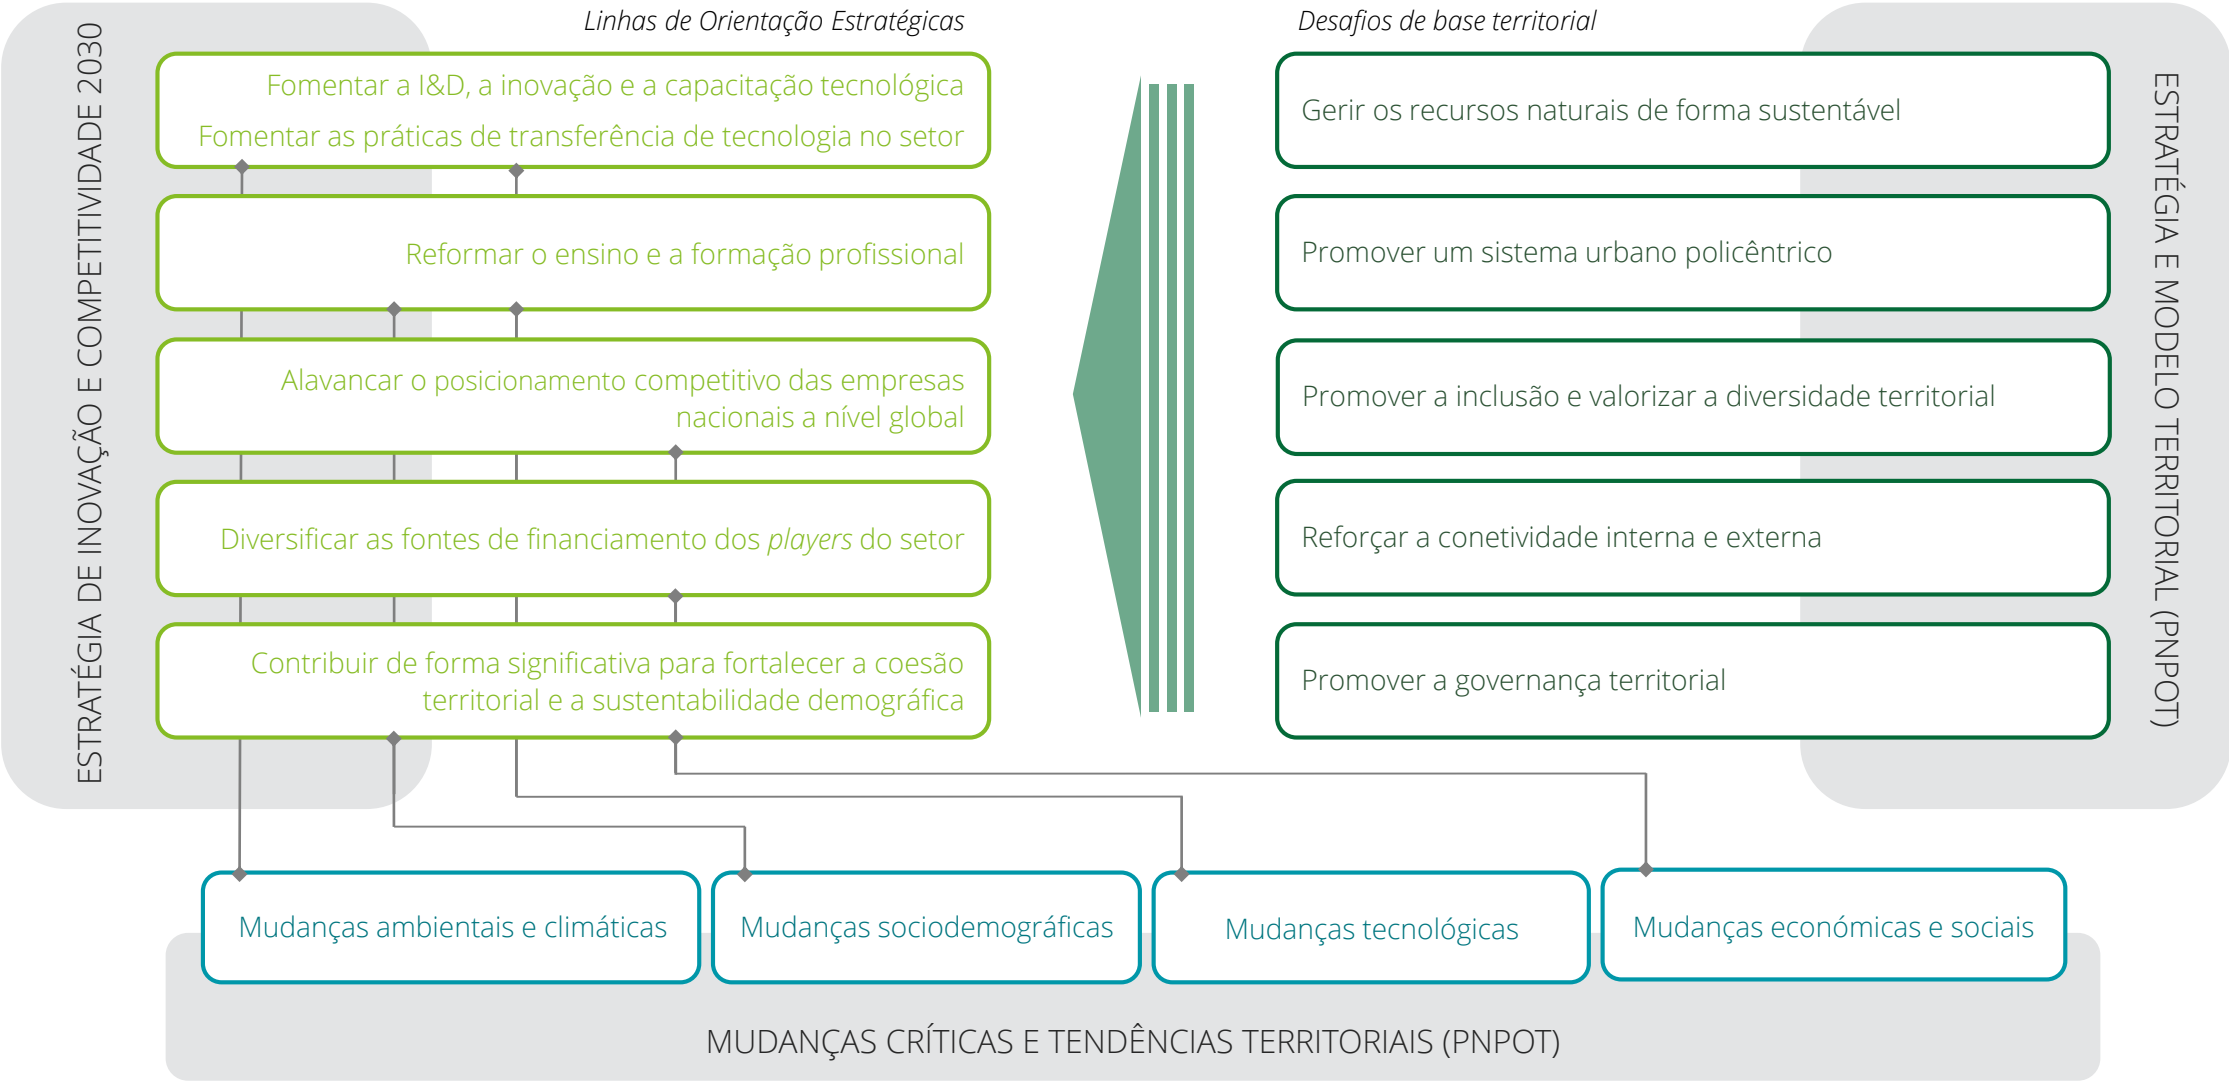 ESTRATÉGIA DE INOVAÇÃO E COMPETITIVIDADE 2030
Linhas de Orientação Estratégicas
Fomentar a I&D, a inovação e a capacitação tecnológica
Fomentar as práticas de transferência de tecnologia no setor
Reformar o ensino e a formação profissional
Alavancar o posicionamento competitivo das empresas
nacionais a nível global
Diversificar as fontes de financiamento dos players do setor
Contribuir de forma significativa para fortalecer a coesão
territorial e a sustentabilidade demográfica
Desafios de base territorial
Gerir os recursos naturais de forma sustentável
Promover um sistema urbano policêntrico
Promover a inclusão e valorizar a diversidade territorial
Reforçar a conetividade interna e externa
Promover a governança territorial
ESTRATÉGIA E MODELO TERRITORIAL (PNPOT)
Mudanças ambientais e climáticas
Mudanças sociodemográficas
Mudanças tecnológicas
Mudanças económicas e sociais
MUDANÇAS CRÍTICAS E TENDÊNCIAS TERRITORIAIS (PNPOT)